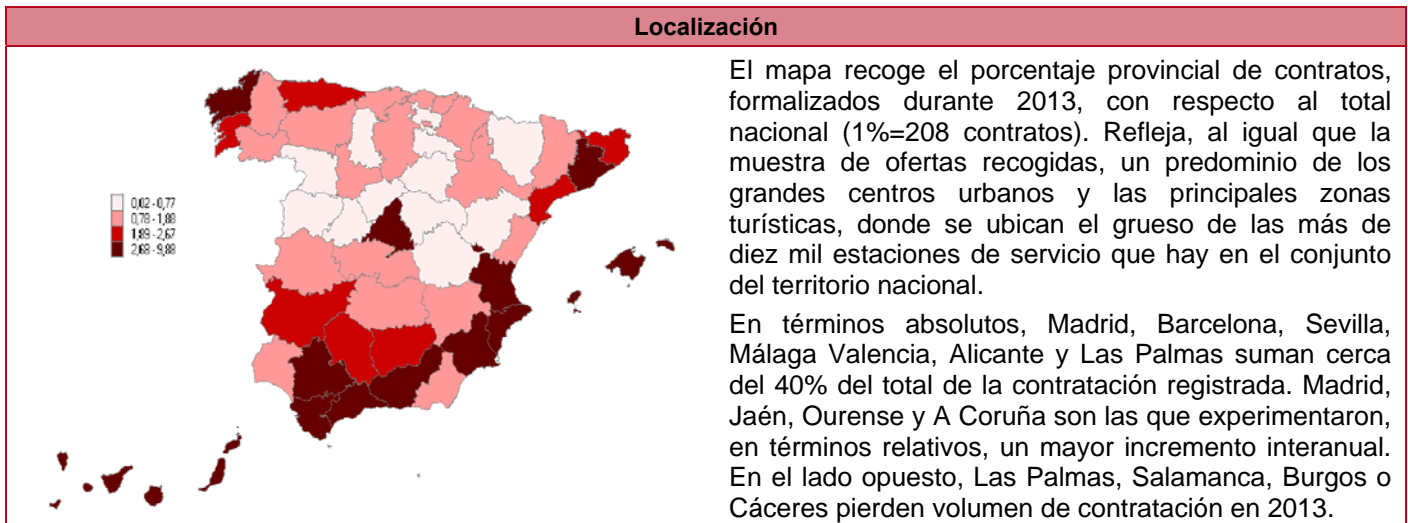 Localización
0,02 - 0,77
0,78 - 1,88
1,89 - 2,67
2,68 - 9,88
El mapa recoge el porcentaje provincial de contratos,
formalizados durante 2013, con respecto al total
nacional (1%=208 contratos). Refleja, al igual que la
muestra de ofertas recogidas, un predominio de los
grandes centros urbanos y las principales zonas
turísticas, donde se ubican el grueso de las más de
diez mil estaciones de servicio que hay en el conjunto
del territorio nacional.
En términos absolutos, Madrid, Barcelona, Sevilla,
Málaga Valencia, Alicante y Las Palmas suman cerca
del 40% del total de la contratación registrada. Madrid,
Jaén, Ourense y A Coruña son las que experimentaron,
en términos relativos, un mayor incremento interanual.
En el lado opuesto, Las Palmas, Salamanca, Burgos o
Cáceres pierden volumen de contratación en 2013.